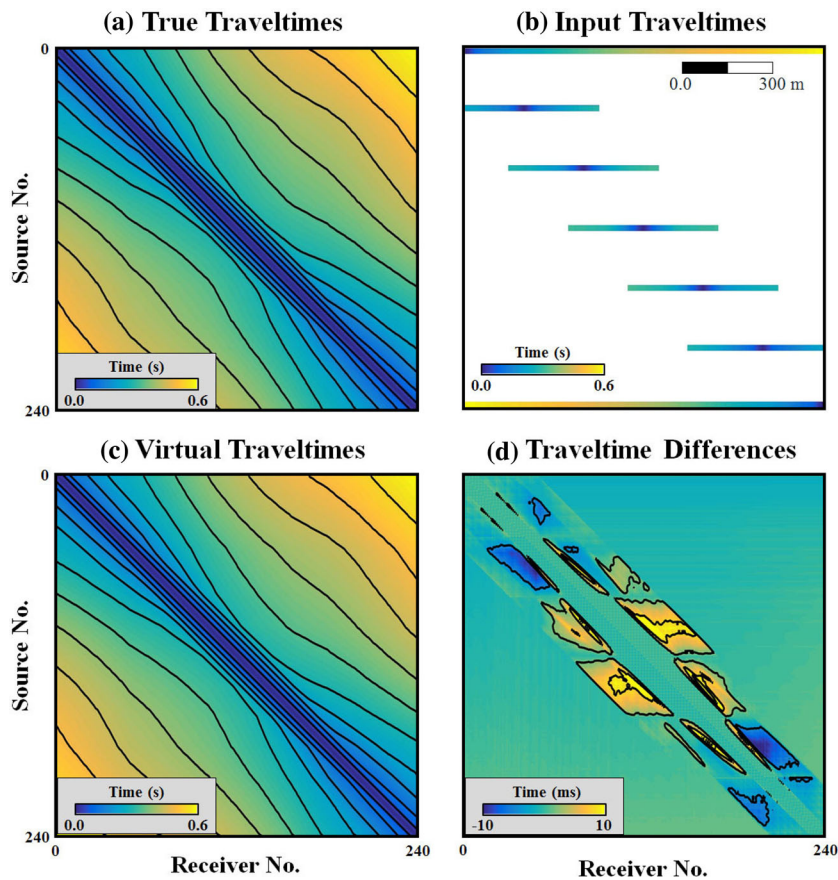 (a) True Traveltimes
(b) Input Traveltimes
0
0.0
300 m
Source No.
Time (s)
0.0
0.6
240
Time (s)
0.0
0.6
(c) Virtual Traveltimes
(d) Traveltime Differences
0
Source No.
Time (s)
0.0
0.6
240
0
Receiver No.
240
Time (ms)
-10
10
0
Receiver No.
240